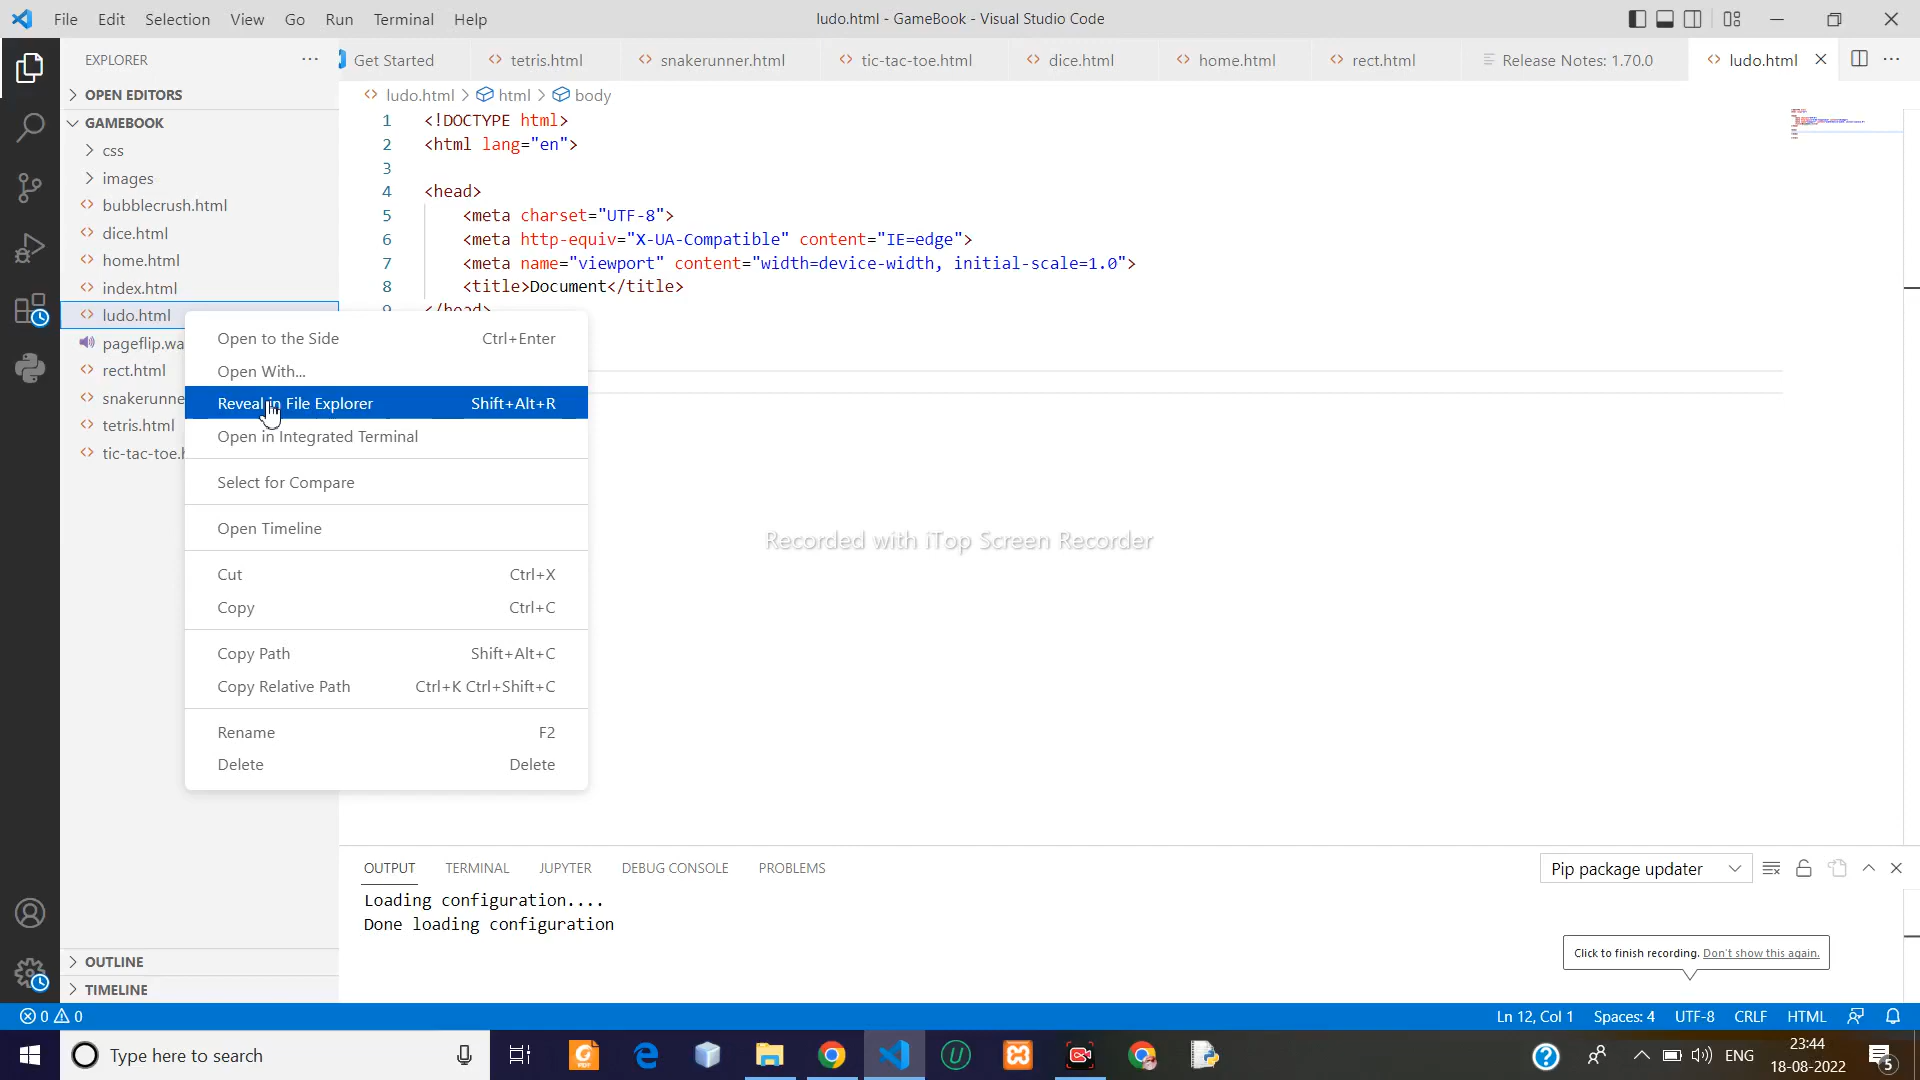 File Edit Selection View Go Run Terminal Help
ludo.html - GameBook - Visual Studio Code
EXPLORER
Get Started
tetris.html
snakerunner.html
tic-tac-toe.html
dice.html
home.html
rect.html
Release Notes: 1.70.0
ludo.html
OPEN EDITORS
GAMEBOOK
css
images
bubblecrush.html
dice.html
home.html
index.html
ludo.html
pageflip.wa
rect.html
snakerunne
tetris.html
tic-tac-toe.h
OUTLINE
TIMELINE
ludo.html > html > body
1 <!DOCTYPE html>
2 <html lang="en">
3
4 <head>
5 <meta charset="UTF-8">
6 <meta http-equiv="X-UA-Compatible" content="IE=edge">
7 <meta name="viewport" content="width=device-width, initial-scale=1.0">
8 <title>Document</title>
9 </head>
Open to the Side Ctrl+Enter
Open With...
Reveal in File Explorer Shift+Alt+R
Open in Integrated Terminal
Select for Compare
Open Timeline
Cut Ctrl+X
Copy Ctrl+C
Copy Path Shift+Alt+C
Copy Relative Path Ctrl+K Ctrl+Shift+C
Rename F2
Delete Delete
Recorded with iTop Screen Recorder
OUTPUT TERMINAL JUPYTER DEBUG CONSOLE PROBLEMS
Pip package updater
Loading configuration....
Done loading configuration
Click to finish recording. Don't show this again.
0 0
Ln 12, Col 1 Spaces: 4 UTF-8 CRLF HTML
Type here to search
ENG
23:44
18-08-2022
5